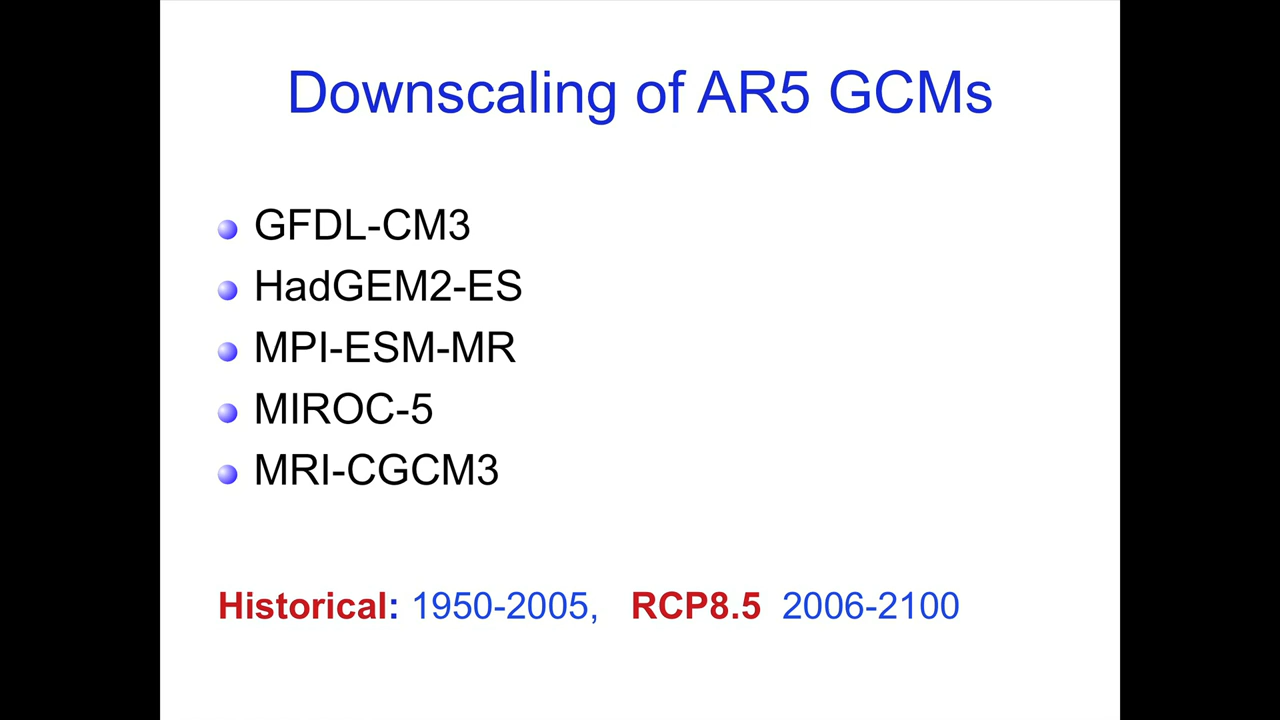 Downscaling of AR5 GCMs
GFDL-CM3
HadGEM2-ES
MPI-ESM-MR
MIROC-5
MRI-CGCM3
Historical: 1950-2005, RCP8.5 2006-2100